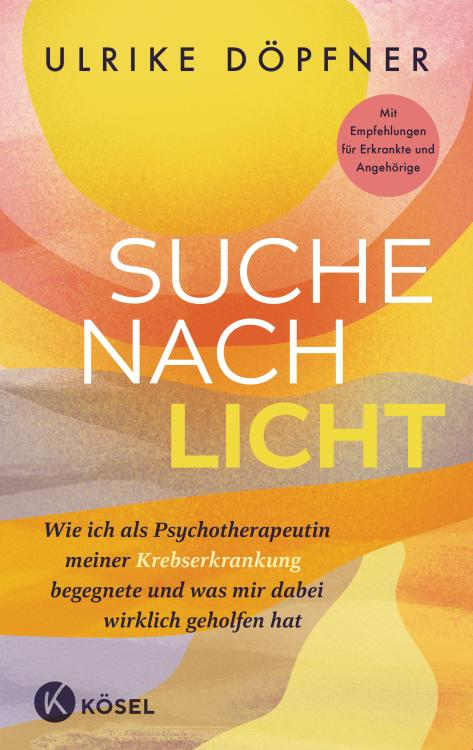 ULRIKE DÖPFNER
Mit
Empfehlungen
für Erkrankte und
Angehörige
SUCHE
NACH
LICHT
Wie ich als Psychotherapeutin
meiner Krebserkrankung
begegnete und was mir dabei
wirklich geholfen hat
K KÖSEL